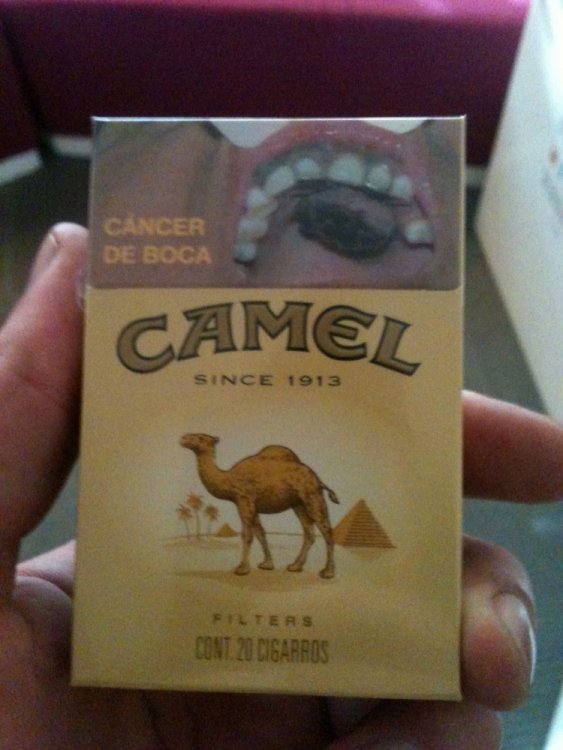 CÁNCER
DE BOCA
CAMEL
SINCE 1913
FILTERS
CONT. 20 CIGARROS